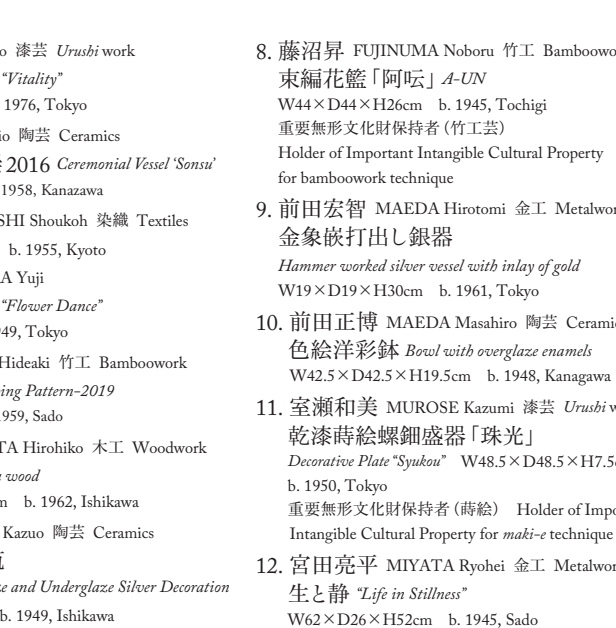 漆芸 Urushi work
"Vitality"
1976, Tokyo
陶芸 Ceramics
2016 Ceremonial Vessel 'Sonsu'
1958, Kanazawa
Shoukoh 染織 Textiles
b. 1955, Kyoto
Yuji
"Flower Dance"
Tokyo
Hideaki 竹工 Bamboowork
Pattern-2019
Sado
Hirohiko 木工 Woodwork
wood
b. 1962, Ishikawa
Kazuo 陶芸 Ceramics
and Underglaze Silver Decoration
b. 1949, Ishikawa
8. 藤沼昇 FUJINUMA Noboru 竹工
束編花籃「阿吽」 A-UN
W44×D44×H26cm b. 1945, Tochigi
重要無形文化財保持者（竹工芸）
Holder of Important Intangible Cultural Property
for bamboowork technique
9. 前田宏智 MAEDA Hirotomi 金工
金象嵌打出し銀器
Hammer worked silver vessel with inlay of gold
W19×D19×H30cm b. 1961, Tokyo
10. 前田正博 MAEDA Masahiro 陶芸
色絵洋彩鉢 Bowl with overglaze enamels
W42.5×D42.5×H19.5cm b. 1948, Kanagawa
11. 室瀬和美 MUROSE Kazumi 漆芸 Urushi
乾漆蒔絵螺鈿盛器「珠光」
Decorative Plate "Syukou" W48.5×D48.5×H7.5
b. 1950, Tokyo
重要無形文化財保持者（蒔絵） Holder of
Intangible Cultural Property for maki-e technique
12. 宮田亮平 MIYATA Ryohei 金工
生と静 "Life in Stillness"
W62×D26×H52cm b. 1945, Sado